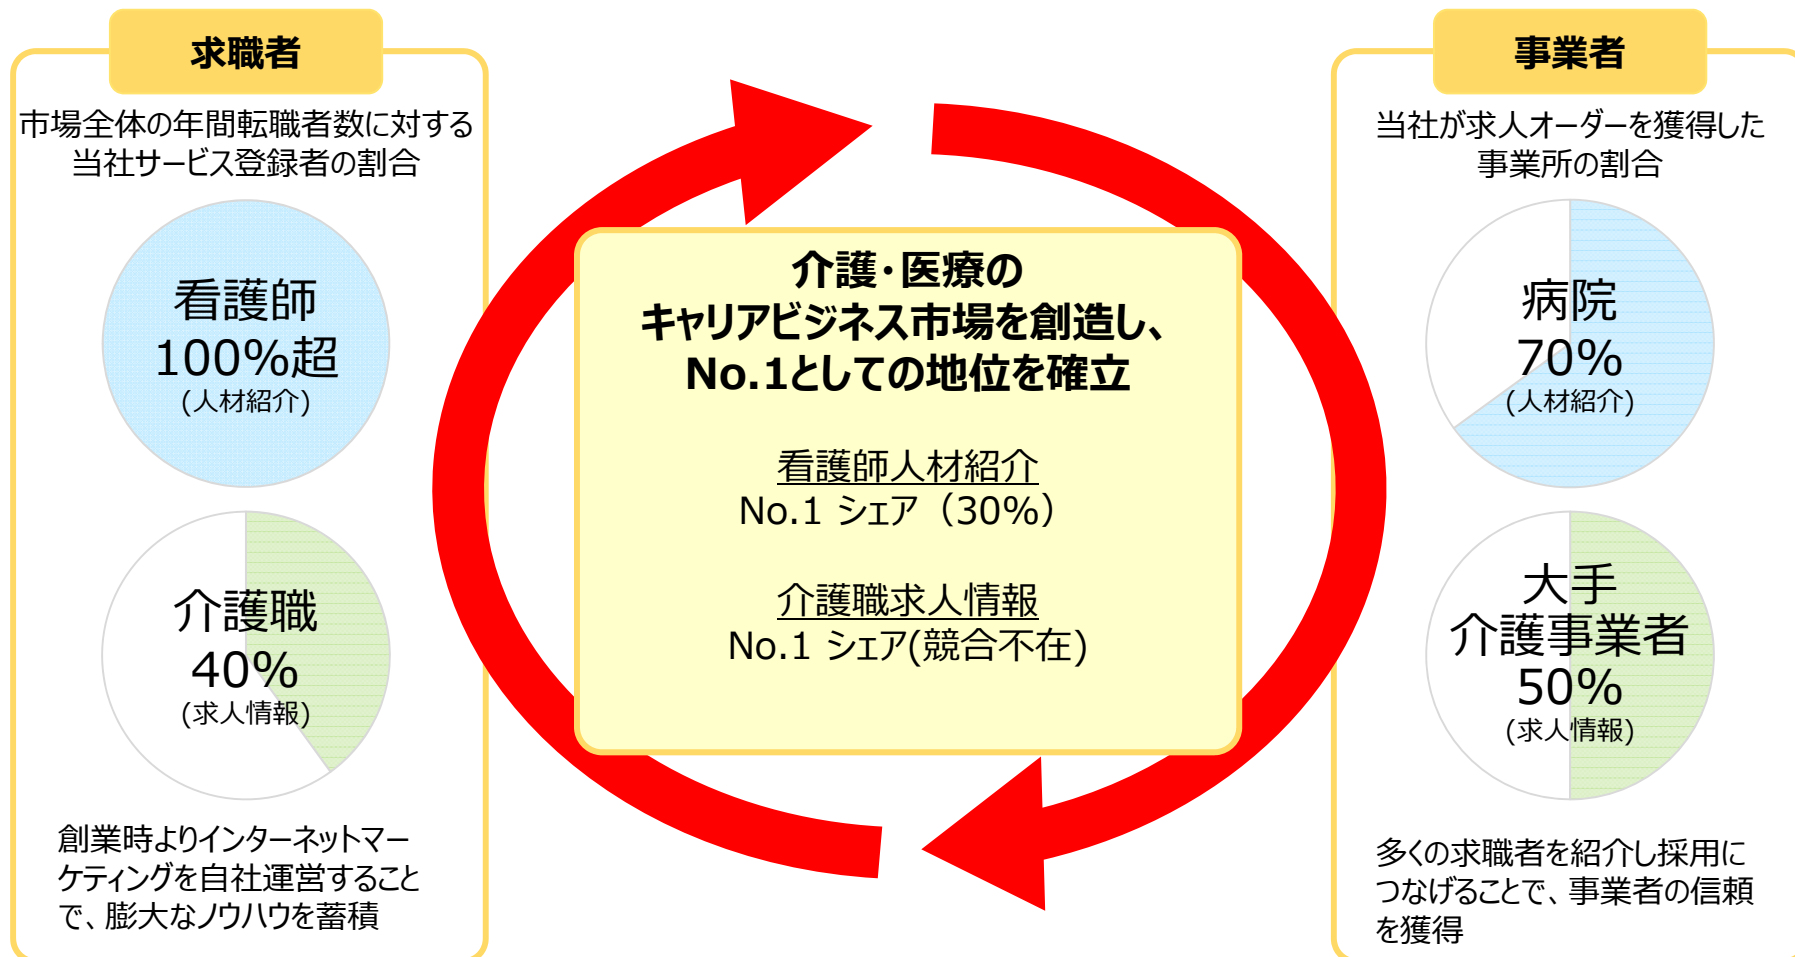 求職者
市場全体の年間転職者数に対する
当社サービス登録者の割合
看護師
100%超
(人材紹介)
介護職
40%
(求人情報)
創業時よりインターネットマー
ケティングを自社運営すること
で、膨大なノウハウを蓄積
介護・医療の
キャリアビジネス市場を創造し、
No.1としての地位を確立
看護師人材紹介
No.1 シェア（30%）
介護職求人情報
No.1 シェア(競合不在)
事業者
当社が求人オーダーを獲得した
事業所の割合
病院
70%
(人材紹介)
大手
介護事業者
50%
(求人情報)
多くの求職者を紹介し採用に
つなげることで、事業者の信頼
を獲得